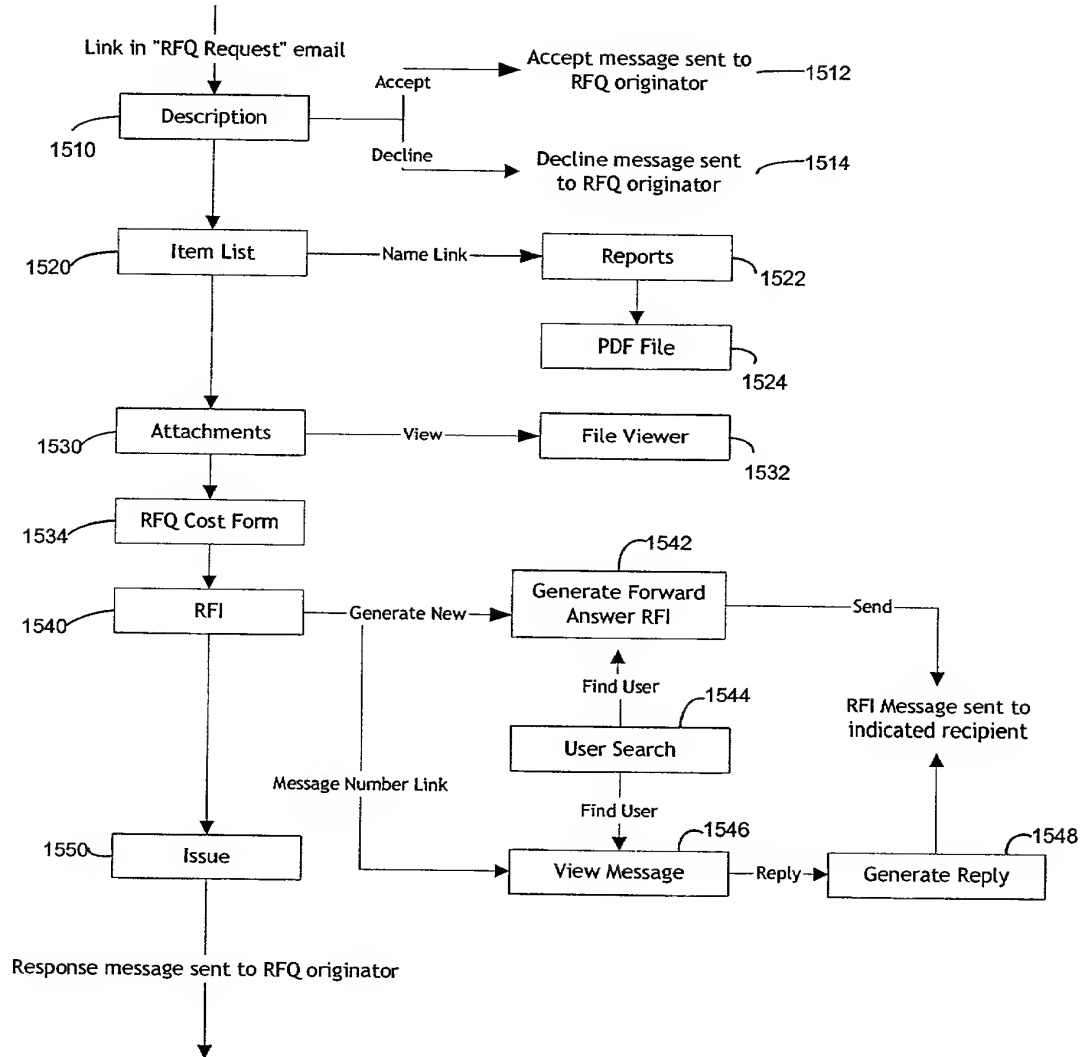 Link in "RFQ Request" email
Accept
Accept message sent to
RFQ originator
1512
Description
1510
Decline
Decline message sent
to RFQ originator
1514
Item List
1520
Name Link
Reports
1522
PDF File
1524
Attachments
1530
View
File Viewer
1532
RFQ Cost Form
1534
1542
RFI
1540
Generate New
Generate Forward
Answer RFI
Send
Find User
1544
RFI Message sent to
indicated recipient
User Search
Message Number Link
Find User
1546
1548
1550
Issue
View Message
Reply
Generate Reply
Response message sent to RFQ originator